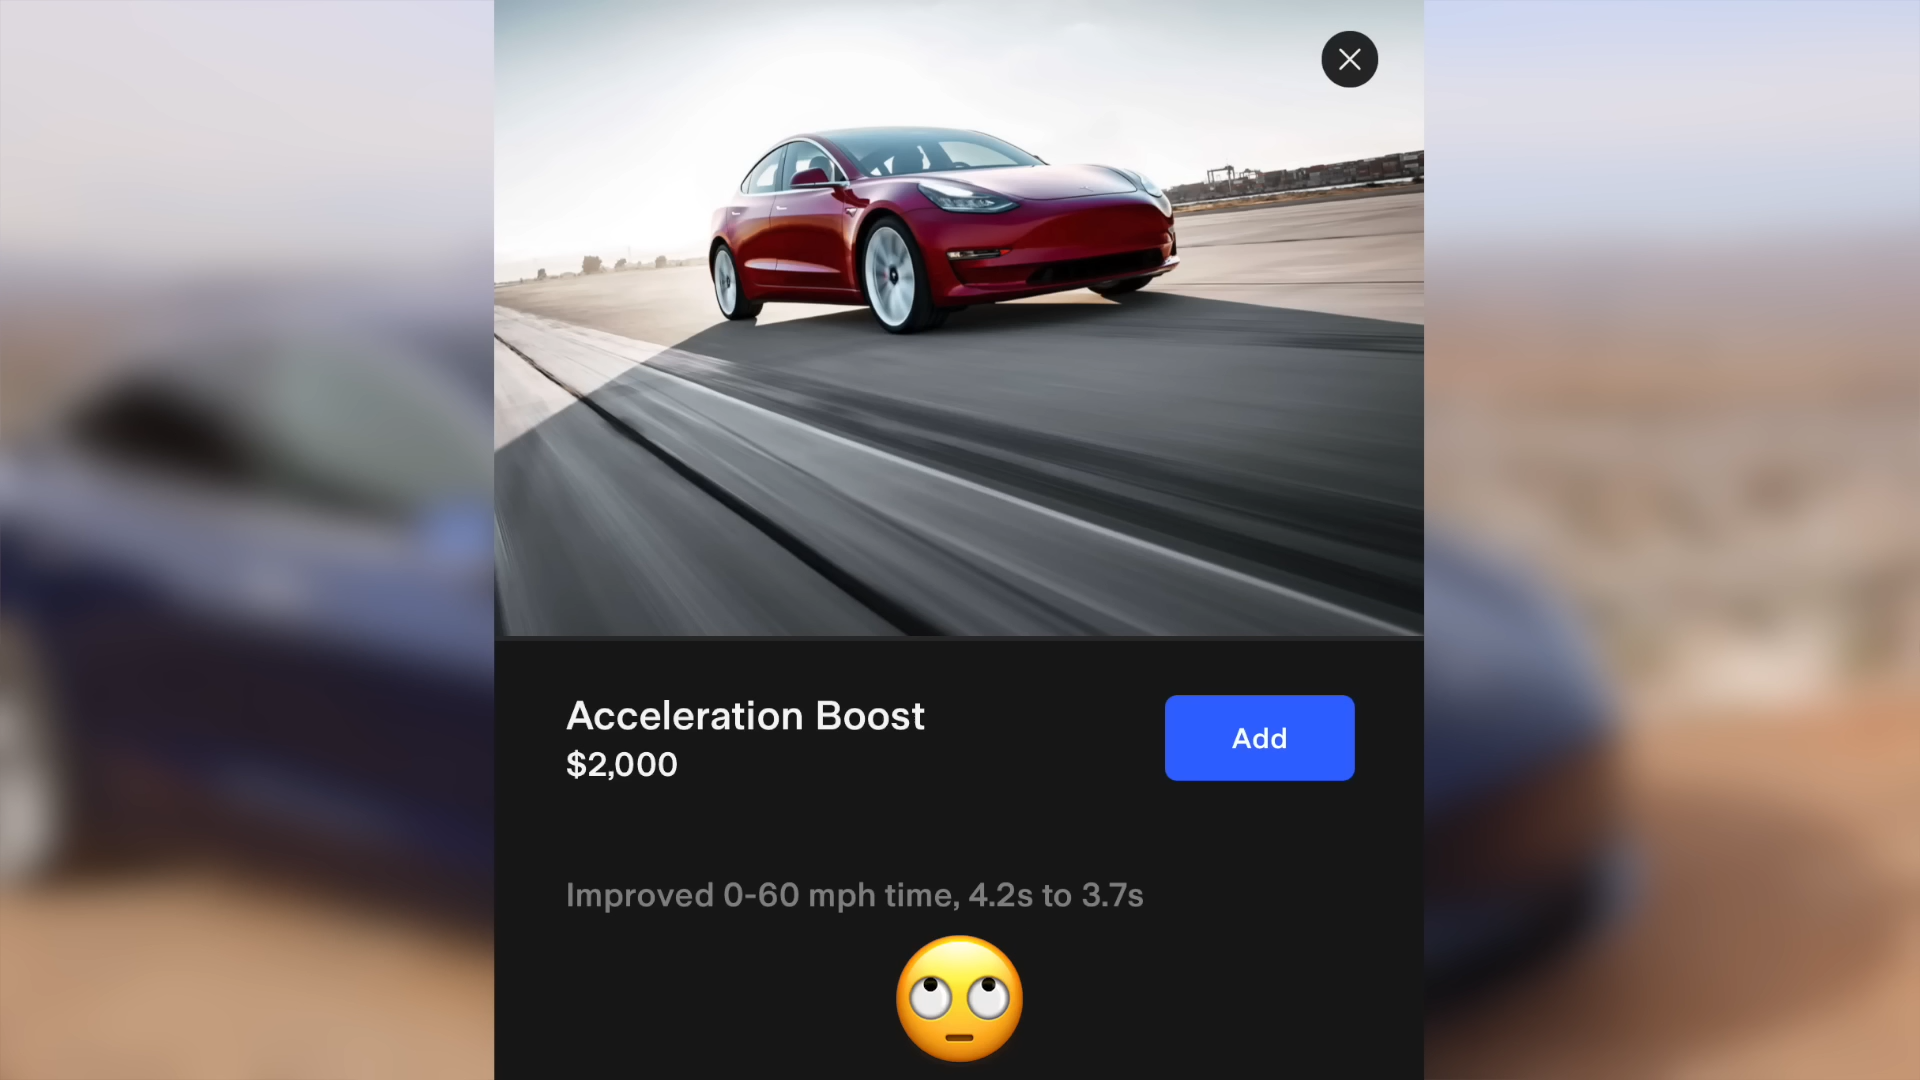 Acceleration Boost
$2,000
Add
Improved 0-60 mph time, 4.2s to 3.7s